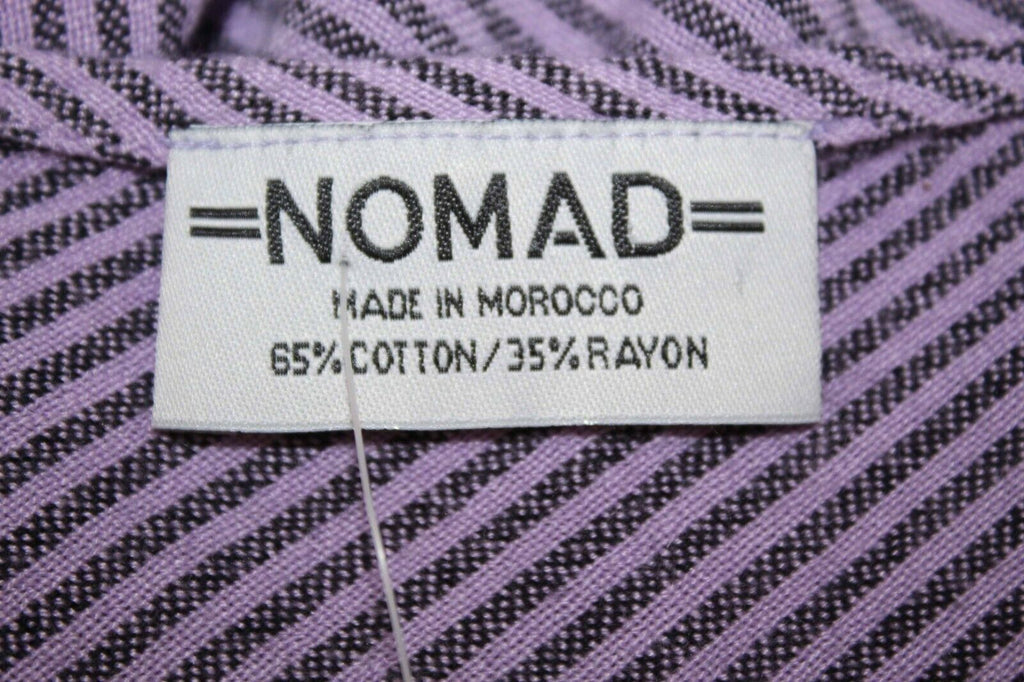 =NOMAD=
MADE IN MOROCCO
65% COTTON/35% RAYON